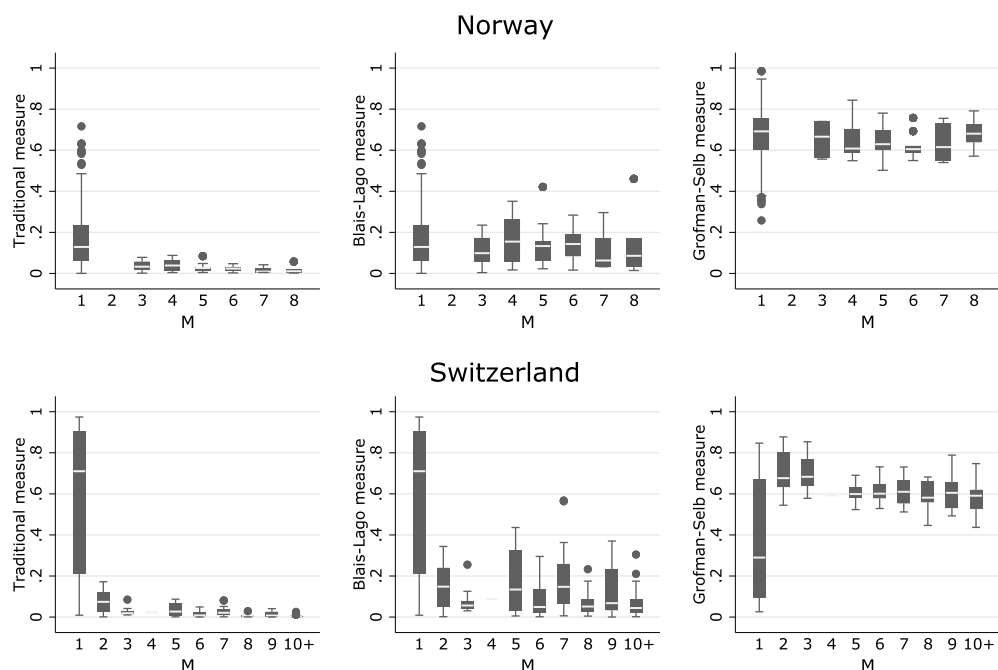 Norway
Traditional measure
0 .2 .4 .6 .8 1
1 2 3 4 5 6 7 8
M
Blais-Lago measure
0 .2 .4 .6 .8 1
1 2 3 4 5 6 7 8
M
Grofman-Selb measure
0 .2 .4 .6 .8 1
1 2 3 4 5 6 7 8
M
Switzerland
Traditional measure
0 .2 .4 .6 .8 1
1 2 3 4 5 6 7 8 9 10+
M
Blais-Lago measure
0 .2 .4 .6 .8 1
1 2 3 4 5 6 7 8 9 10+
M
Grofman-Selb measure
0 .2 .4 .6 .8 1
1 2 3 4 5 6 7 8 9 10+
M